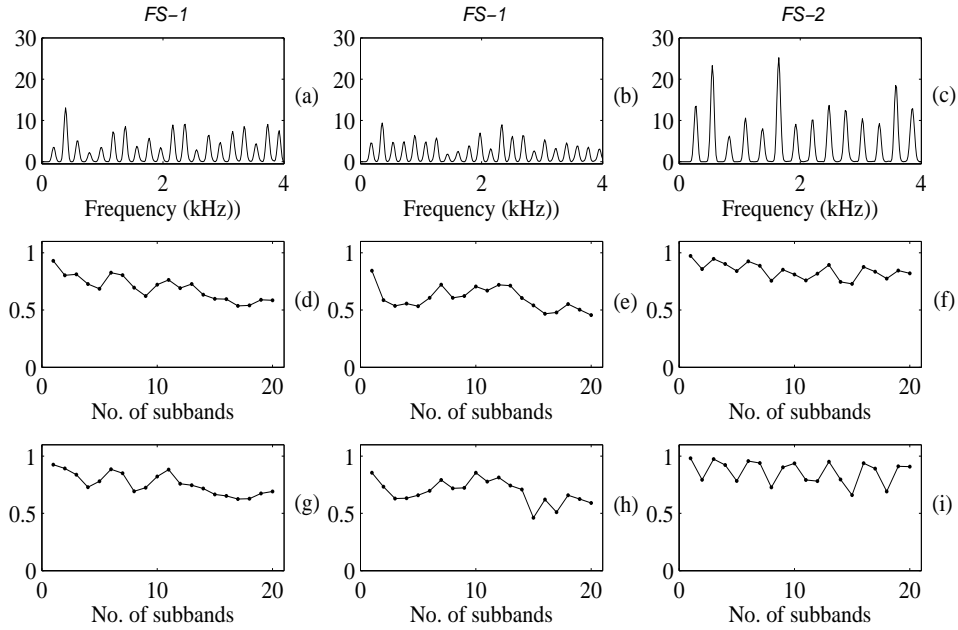 FS−1 FS−1 FS−2
30 30 30
20 20 20
10 10 10
0 0 0
(a) (b) (c)
0 2 4 0 2 4 0 2 4
Frequency (kHz)) Frequency (kHz)) Frequency (kHz))
1 1 1
0.5 0.5 0.5
0 0 0
(d) (e) (f)
0 10 20 0 10 20 0 10 20
No. of subbands No. of subbands No. of subbands
1 1 1
0.5 0.5 0.5
0 0 0
(g) (h) (i)
0 10 20 0 10 20 0 10 20
No. of subbands No. of subbands No. of subbands